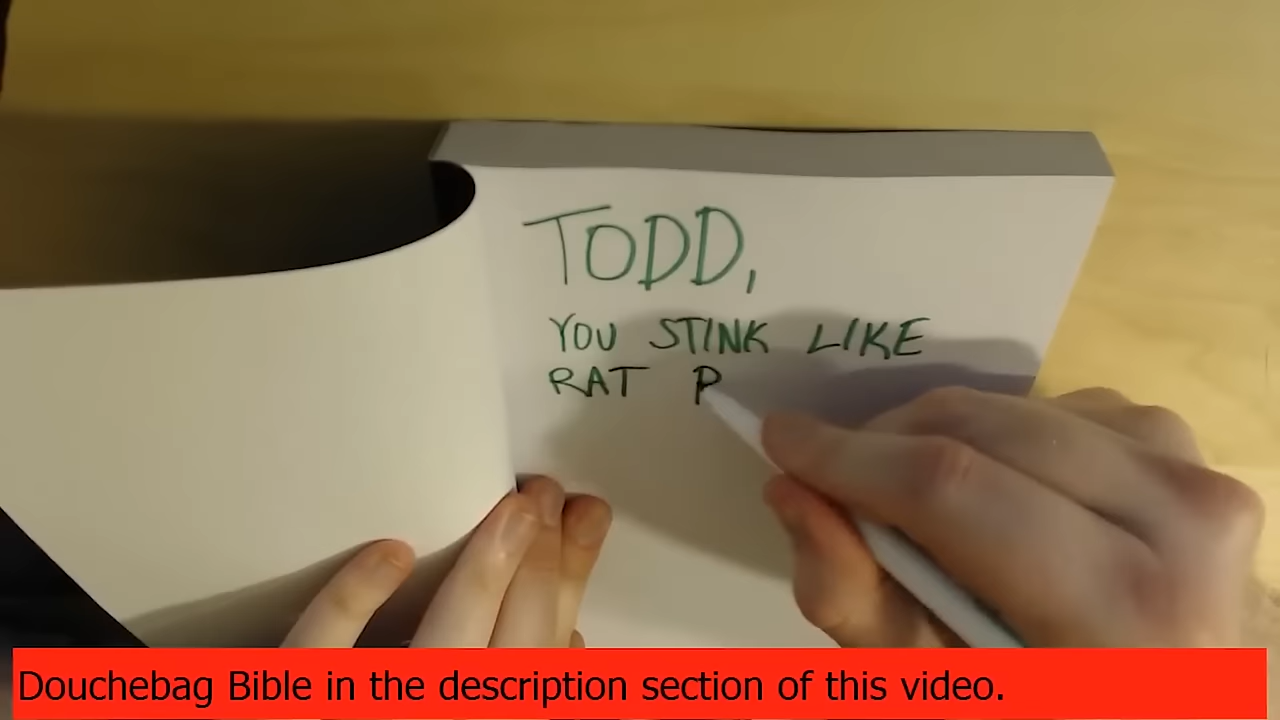 TODD,
YOU STINK LIKE
RAT P
Douchebag Bible in the description section of this video.